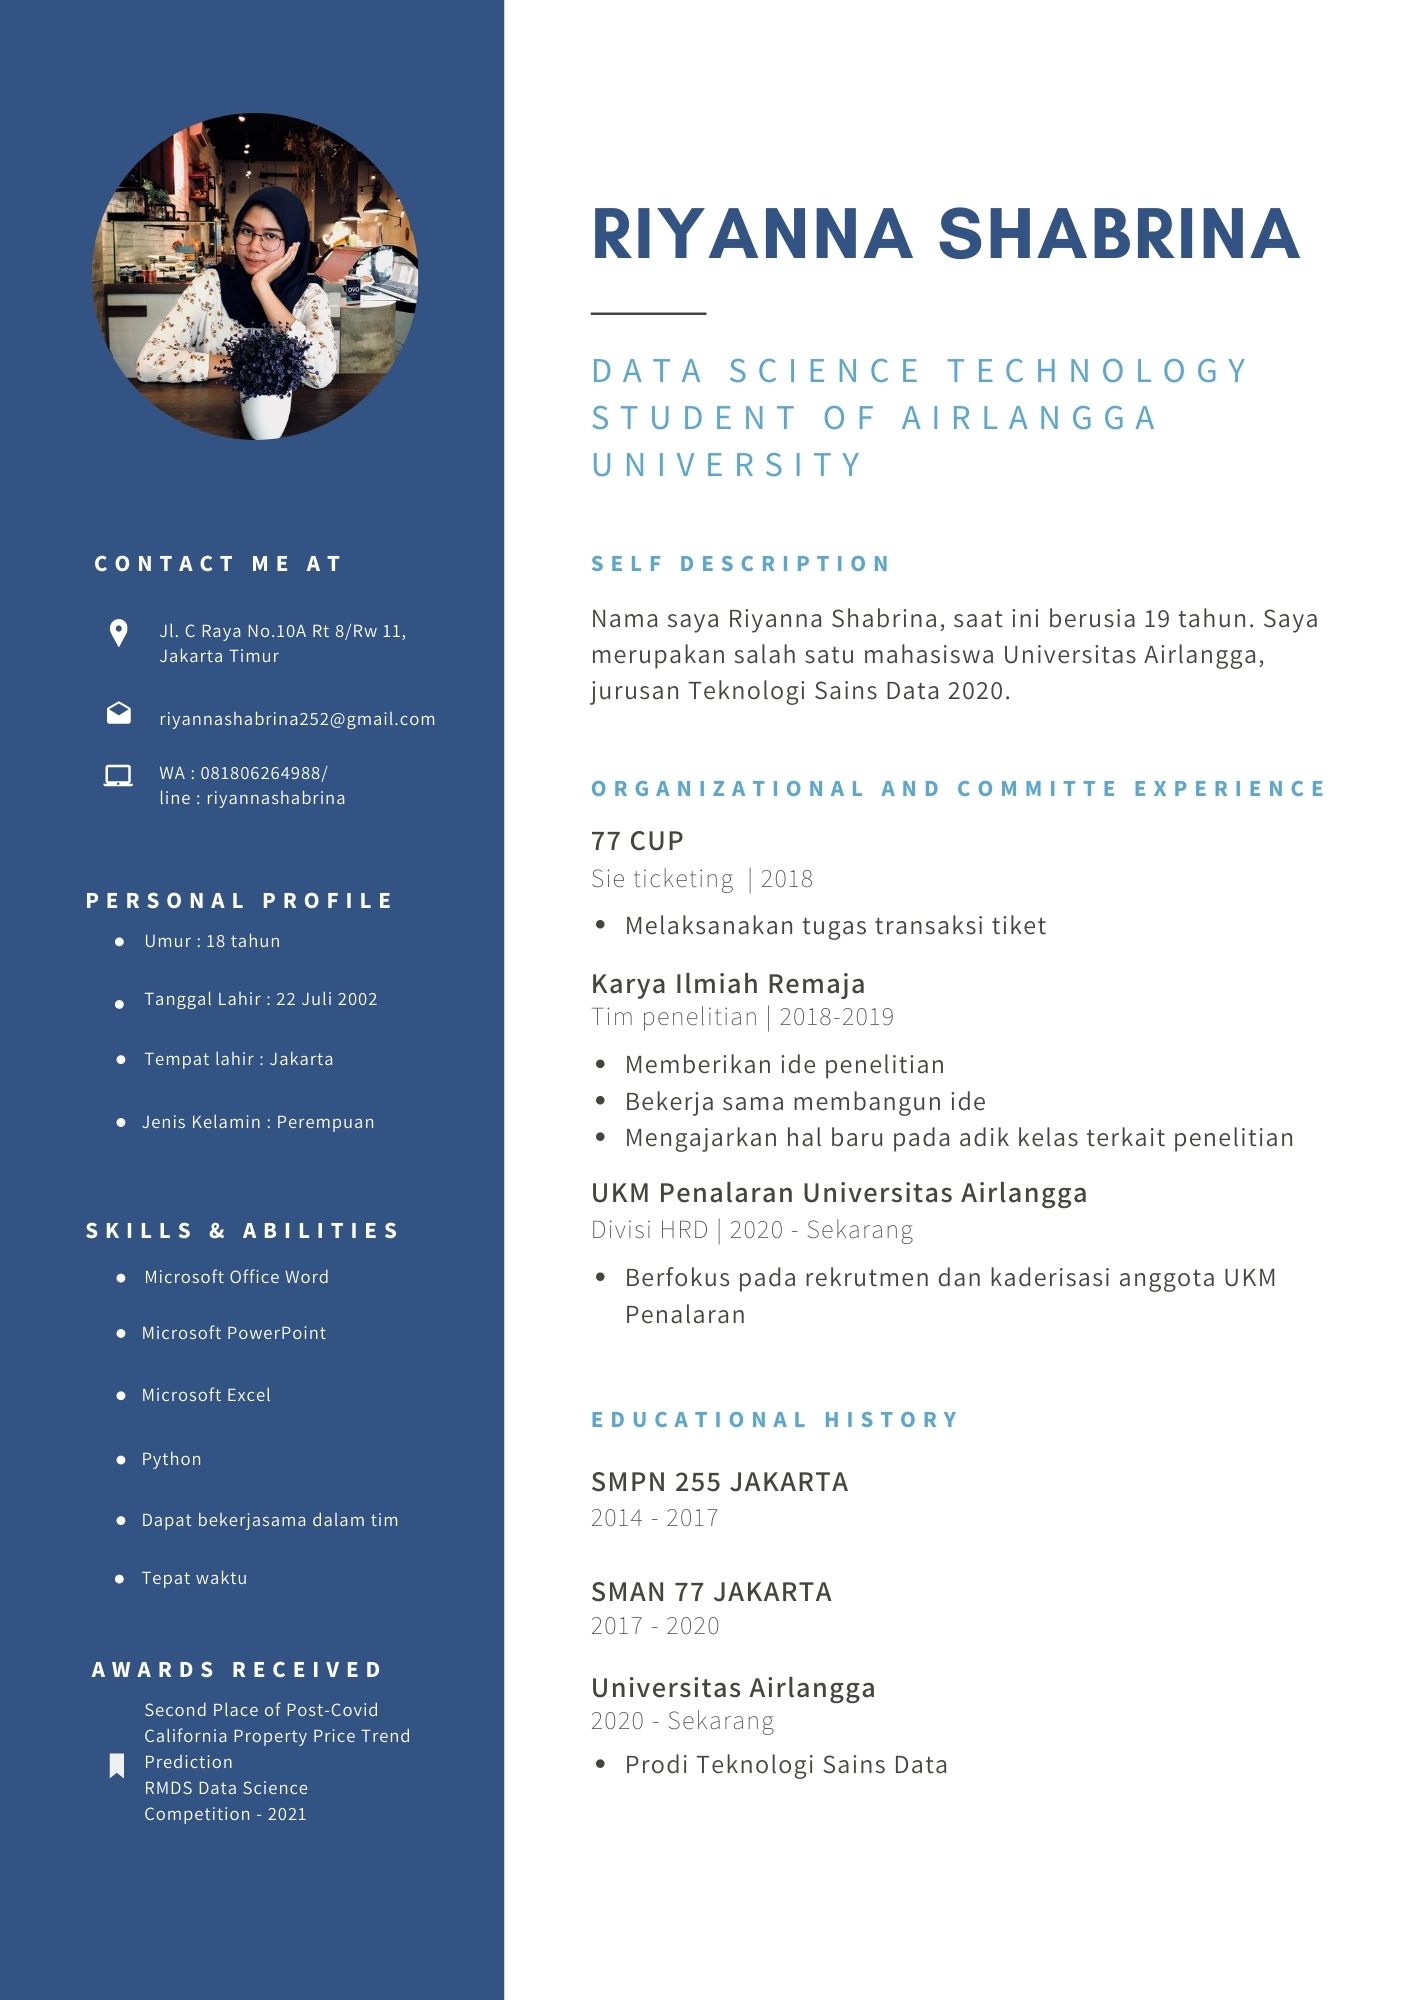 RIYANNA SHABRINA
DATA SCIENCE TECHNOLOGY
STUDENT OF AIRLANGGA
UNIVERSITY
CONTACT ME AT
Jl. C Raya No.10A Rt 8/Rw 11,
Jakarta Timur
riyannashabrina252@gmail.com
WA : 081806264988/
line : riyannashabrina
PERSONAL PROFILE
Umur : 18 tahun
Tanggal Lahir : 22 Juli 2002
Tempat lahir : Jakarta
Jenis Kelamin : Perempuan
SKILLS & ABILITIES
Microsoft Office Word
Microsoft PowerPoint
Microsoft Excel
Python
Dapat bekerjasama dalam tim
Tepat waktu
AWARDS RECEIVED
Second Place of Post-Covid
California Property Price Trend
Prediction
RMDS Data Science
Competition - 2021
SELF DESCRIPTION
Nama saya Riyanna Shabrina, saat ini berusia 19 tahun. Saya
merupakan salah satu mahasiswa Universitas Airlangga,
jurusan Teknologi Sains Data 2020.
ORGANIZATIONAL AND COMMITTE EXPERIENCE
77 CUP
Sie ticketing | 2018
• Melaksanakan tugas transaksi tiket
Karya Ilmiah Remaja
Tim penelitian | 2018-2019
• Memberikan ide penelitian
• Bekerja sama membangun ide
• Mengajarkan hal baru pada adik kelas terkait penelitian
UKM Penalaran Universitas Airlangga
Divisi HRD | 2020 - Sekarang
• Berfokus pada rekrutmen dan kaderisasi anggota UKM
Penalaran
EDUCATIONAL HISTORY
SMPN 255 JAKARTA
2014 - 2017
SMAN 77 JAKARTA
2017 - 2020
Universitas Airlangga
2020 - Sekarang
• Prodi Teknologi Sains Data